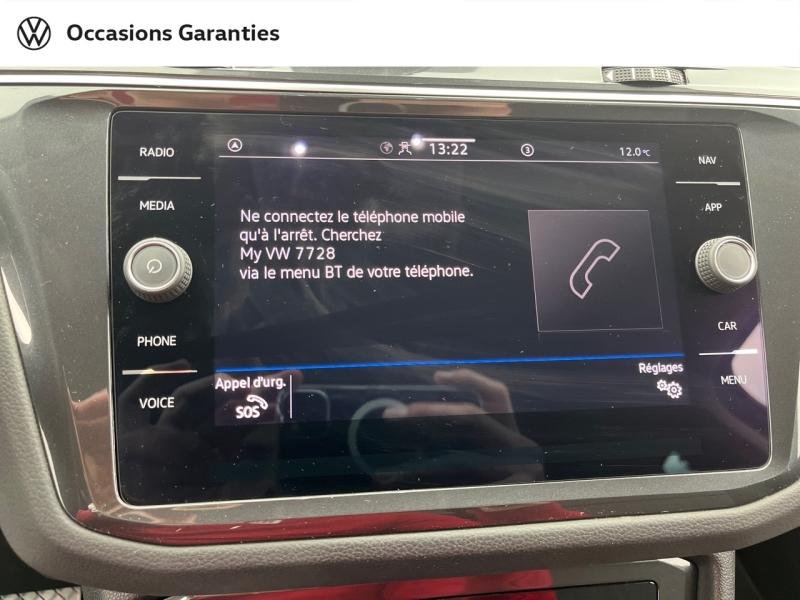 Occasions Garanties
RADIO
MEDIA
PHONE
VOICE
13:22
3
12.0°C
Ne connectez le téléphone mobile
qu'à l'arrêt. Cherchez
My VW 7728
via le menu BT de votre téléphone.
Appel d'urg.
SOS
Réglages
NAV
APP
CAR
MENU